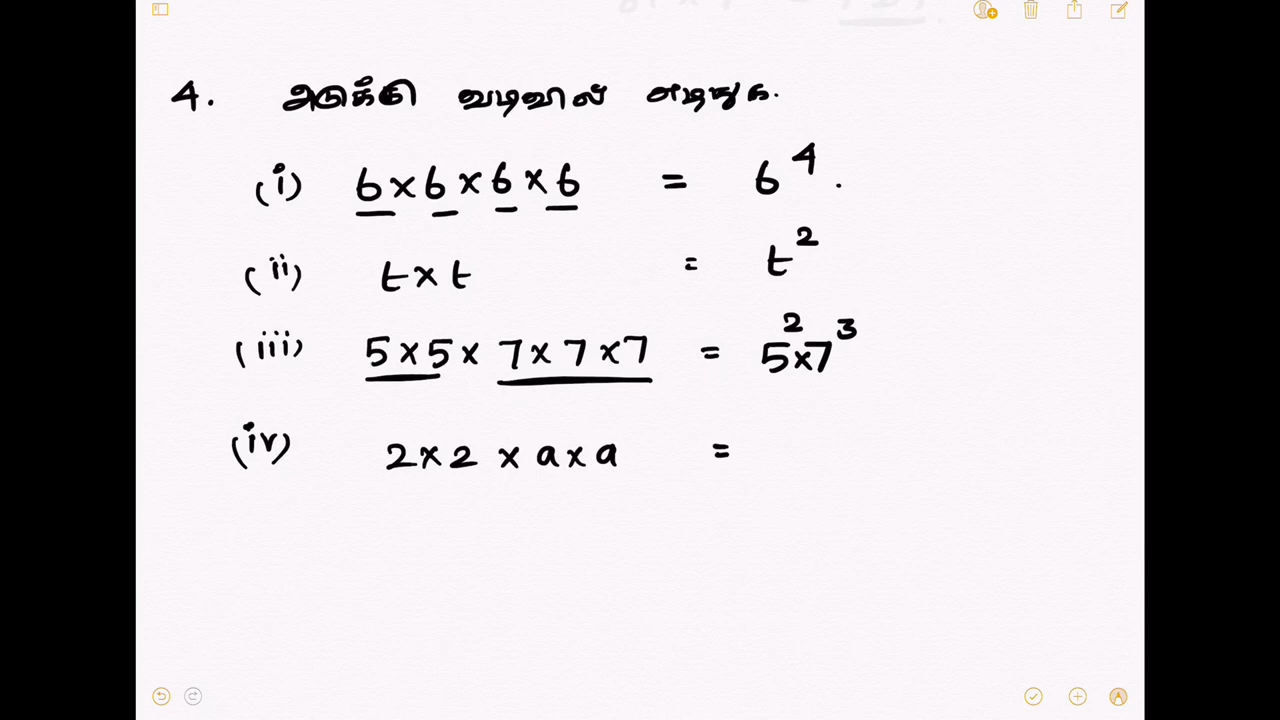 4. அடுக்கு வடிவில் எழுதுக.
(i) 6 × 6 × 6 × 6 = 6⁴.
(ii) t × t = t²
(iii) 5 × 5 × 7 × 7 × 7 = 5² × 7³
(iv) 2 × 2 × a × a =